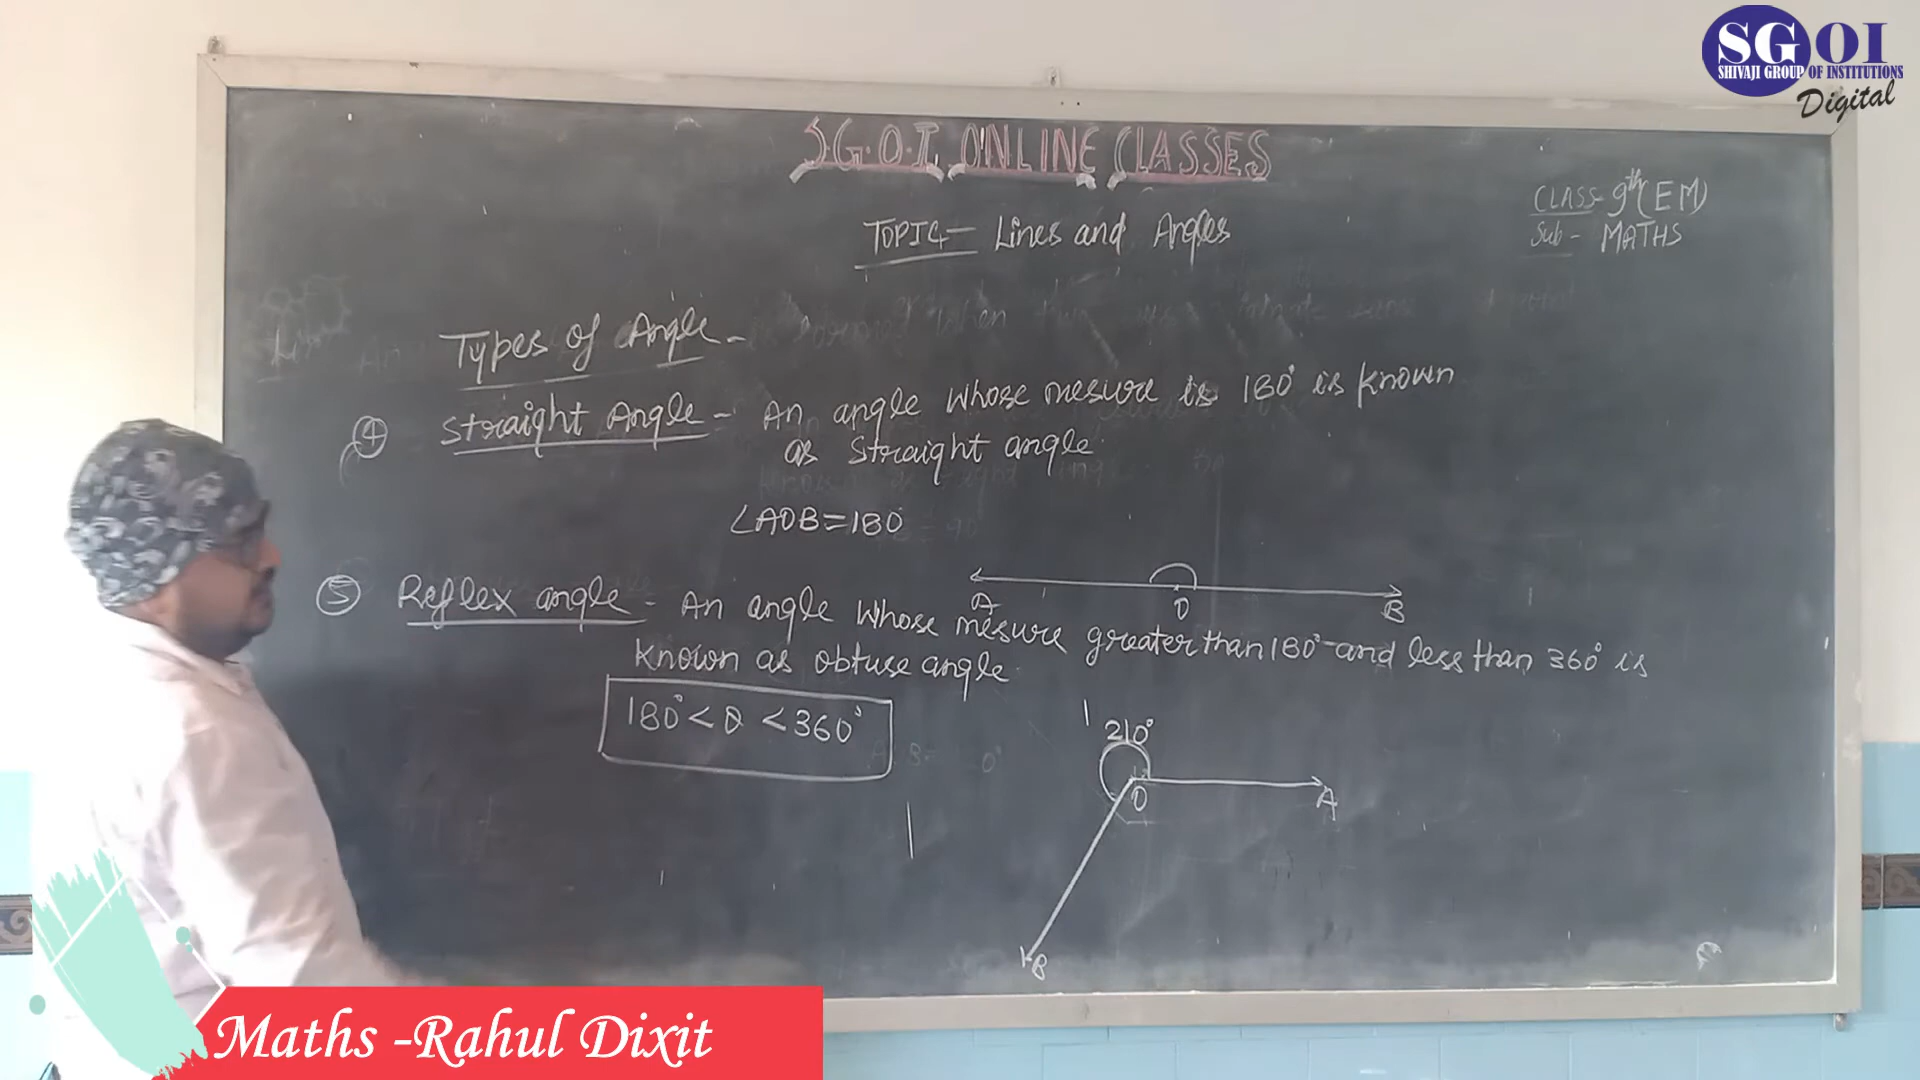 SGOI
SHIVAJI GROUP OF INSTITUTIONS
Digital
S.G.O.I. ONLINE CLASSES
CLASS- 9th (EM)
Sub - MATHS
TOPIC— Lines and Angles
Types of Angle -
④ Straight Angle - An angle whose mesure is 180° is known
as straight angle
∠AOB=180°
A O B
⑤ Reflex angle - An angle whose mesure greater than 180° and less than 360° is
known as obtuse angle
180° < θ < 360°
210°
O A
B
Maths -Rahul Dixit